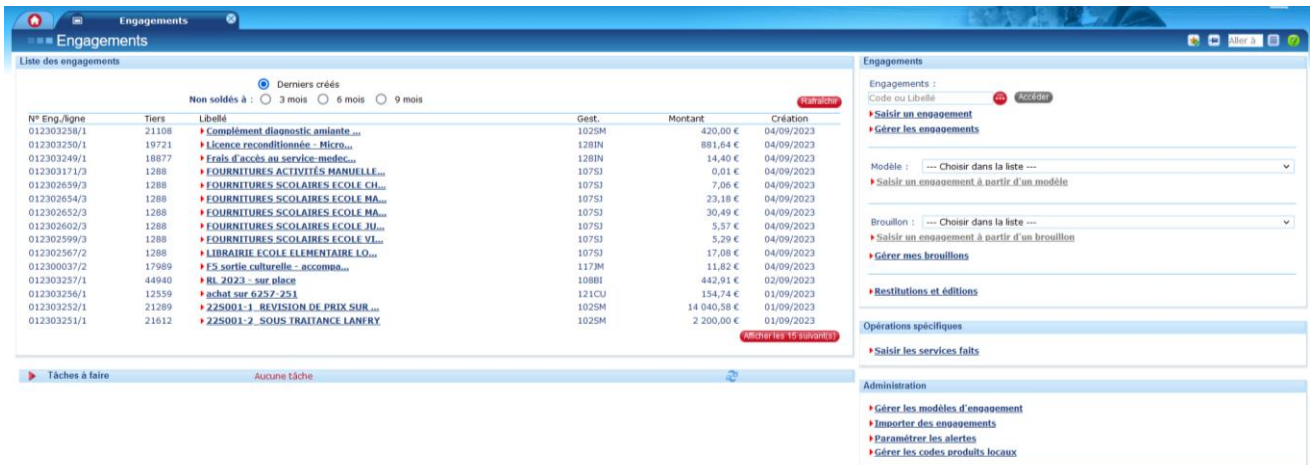 Engagements
Engagements
Aller à
Liste des engagements
Derniers créés
Non soldés à : 3 mois 6 mois 9 mois
Rafraîchir
N° Eng./ligne Tiers Libellé Gest. Montant Création
012303258/1 21108 Complément diagnostic amiante ... 102SM 420,00 € 04/09/2023
012303250/1 19721 Licence reconditionnée - Micro... 128IN 881,64 € 04/09/2023
012303249/1 18877 Frais d'accès au service-medec... 128IN 14,40 € 04/09/2023
012303171/3 1288 FOURNITURES ACTIVITÉS MANUELLE... 107SJ 0,01 € 04/09/2023
012302659/3 1288 FOURNITURES SCOLAIRES ECOLE CH... 107SJ 7,06 € 04/09/2023
012302654/3 1288 FOURNITURES SCOLAIRES ECOLE MA... 107SJ 23,18 € 04/09/2023
012302652/3 1288 FOURNITURES SCOLAIRES ECOLE MA... 107SJ 30,49 € 04/09/2023
012302602/3 1288 FOURNITURES SCOLAIRES ECOLE JU... 107SJ 5,57 € 04/09/2023
012302599/3 1288 FOURNITURES SCOLAIRES ECOLE VI... 107SJ 5,29 € 04/09/2023
012302567/2 1288 LIBRAIRIE ECOLE ELEMENTAIRE LO... 107SJ 17,08 € 04/09/2023
012300037/2 17989 F5 sortie culturelle - accompa... 117JM 11,82 € 04/09/2023
012303257/1 44940 RL 2023 - sur place 108BI 442,91 € 02/09/2023
012303256/1 12559 achat sur 6257-251 121CU 154,74 € 01/09/2023
012303252/1 21289 22S001-1 REVISION DE PRIX SUR ... 102SM 14 040,58 € 01/09/2023
012303251/1 21612 22S001-2 SOUS TRAITANCE LANFRY 102SM 2 200,00 € 01/09/2023
Afficher les 15 suivant(s)
Tâches à faire Aucune tâche
Engagements
Engagements :
Code ou Libellé Accéder
Saisir un engagement
Gérer les engagements
Modèle : --- Choisir dans la liste ---
Saisir un engagement à partir d'un modèle
Brouillon : --- Choisir dans la liste ---
Saisir un engagement à partir d'un brouillon
Gérer mes brouillons
Restitutions et éditions
Opérations spécifiques
Saisir les services faits
Administration
Gérer les modèles d'engagement
Importer des engagements
Paramétrer les alertes
Gérer les codes produits locaux